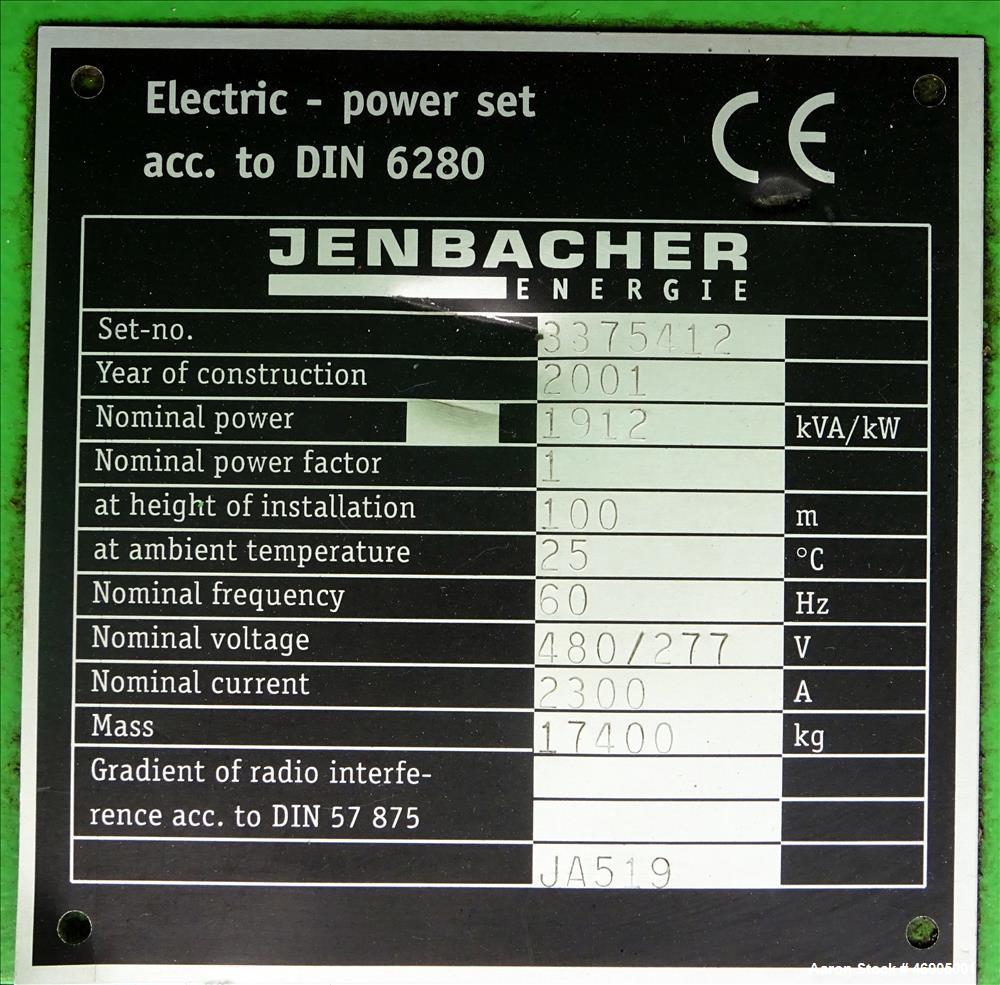 Electric - power set
acc. to DIN 6280
CE
JENBACHER
ENERGIE
Set-no. 3375412
Year of construction 2001
Nominal power 1912 kVA/kW
Nominal power factor 1
at height of installation 100 m
at ambient temperature 25 °C
Nominal frequency 60 Hz
Nominal voltage 480/277 V
Nominal current 2300 A
Mass 17400 kg
Gradient of radio interfe-
rence acc. to DIN 57 875
JA519
Aaron Stock #